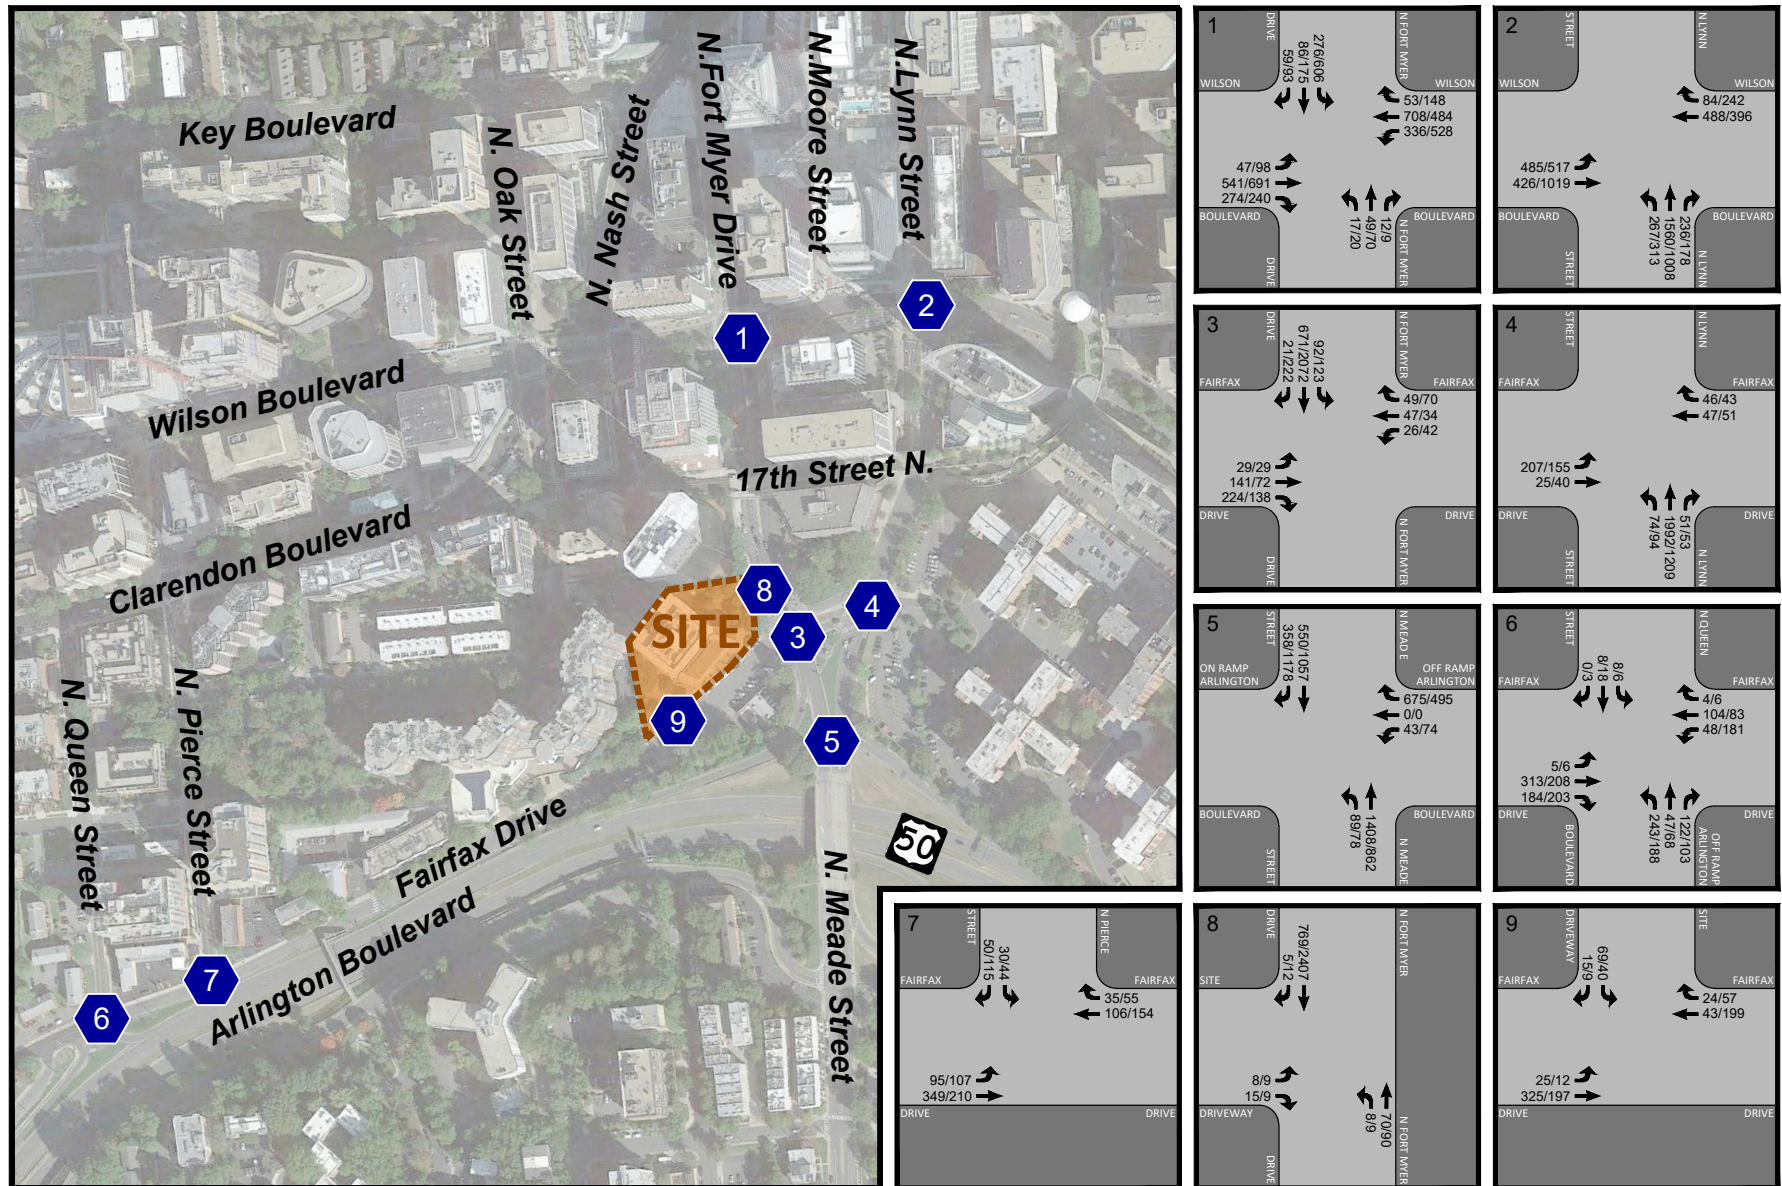 Key Boulevard
N. Oak Street
N. Nash Street
N.Fort Myer Drive
N.Moore Street
N.Lynn Street
Wilson Boulevard
17th Street N.
Clarendon Boulevard
SITE
N. Queen Street
N. Pierce Street
Fairfax Drive
Arlington Boulevard
N. Meade Street
50
1
2
3
4
5
6
7
8
9
1
DRIVE
N FORT MYER
WILSON
WILSON
59/93
86/175
276/606
53/148
708/484
336/528
47/98
541/691
274/240
17/20
49/70
12/9
BOULEVARD
BOULEVARD
DRIVE
N FORT MYER
2
STREET
N LYNN
WILSON
WILSON
84/242
488/396
485/517
426/1019
267/313
1560/1008
236/178
BOULEVARD
BOULEVARD
STREET
N LYNN
3
DRIVE
N FORT MYER
FAIRFAX
FAIRFAX
21/222
671/2072
92/123
49/70
47/34
26/42
29/29
141/72
224/138
DRIVE
DRIVE
DRIVE
N FORT MYER
4
STREET
N LYNN
FAIRFAX
FAIRFAX
46/43
47/51
207/155
25/40
74/94
1992/1209
51/53
DRIVE
DRIVE
STREET
N LYNN
5
STREET
N MEADE
ON RAMP
ARLINGTON
OFF RAMP
ARLINGTON
358/1178
550/1057
675/495
0/0
43/74
89/78
1408/862
BOULEVARD
BOULEVARD
STREET
N MEADE
6
STREET
N QUEEN
FAIRFAX
FAIRFAX
0/3
8/18
8/6
4/6
104/83
48/181
5/6
313/208
184/203
243/188
47/68
122/103
DRIVE
DRIVE
BOULEVARD
OFF RAMP
ARLINGTON
7
STREET
N PIERCE
FAIRFAX
FAIRFAX
50/115
30/44
35/55
106/154
95/107
349/210
DRIVE
DRIVE
8
DRIVE
N FORT MYER
SITE
5/12
769/2407
8/9
15/9
8/9
70/90
DRIVEWAY
DRIVE
N FORT MYER
9
DRIVEWAY
SITE
FAIRFAX
FAIRFAX
15/9
69/40
24/57
43/199
25/12
325/197
DRIVE
DRIVE